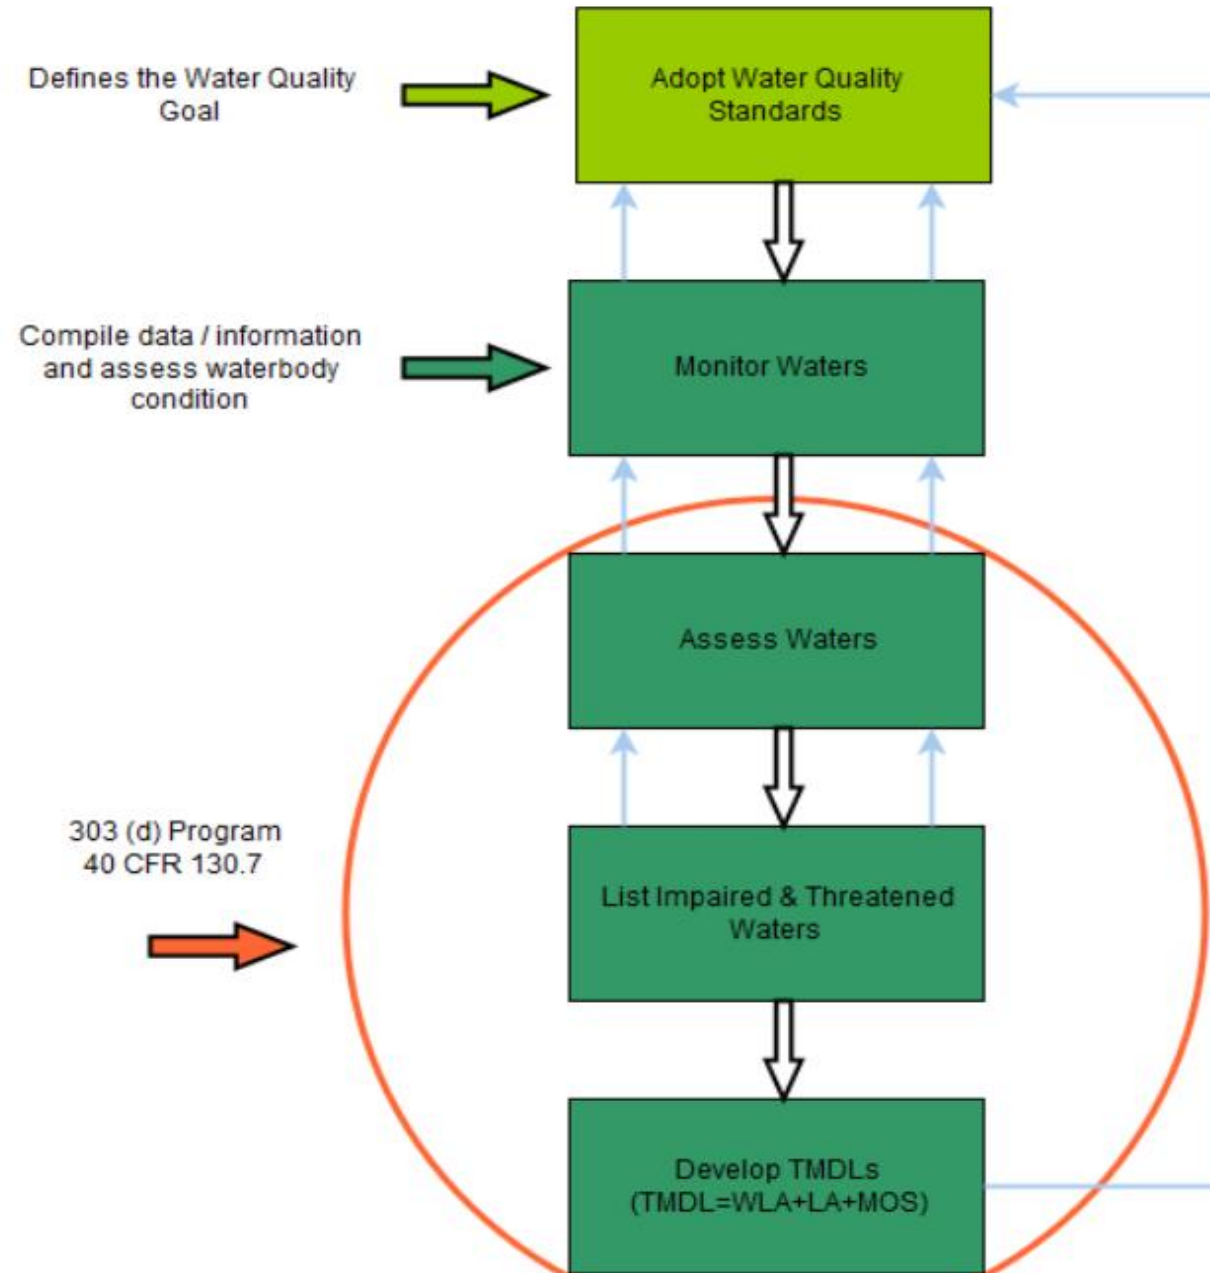 Defines the Water Quality
Goal
Adopt Water Quality
Standards
Compile data / information
and assess waterbody
condition
Monitor Waters
Assess Waters
303 (d) Program
40 CFR 130.7
List Impaired & Threatened
Waters
Develop TMDLs
(TMDL=WLA+LA+MOS)